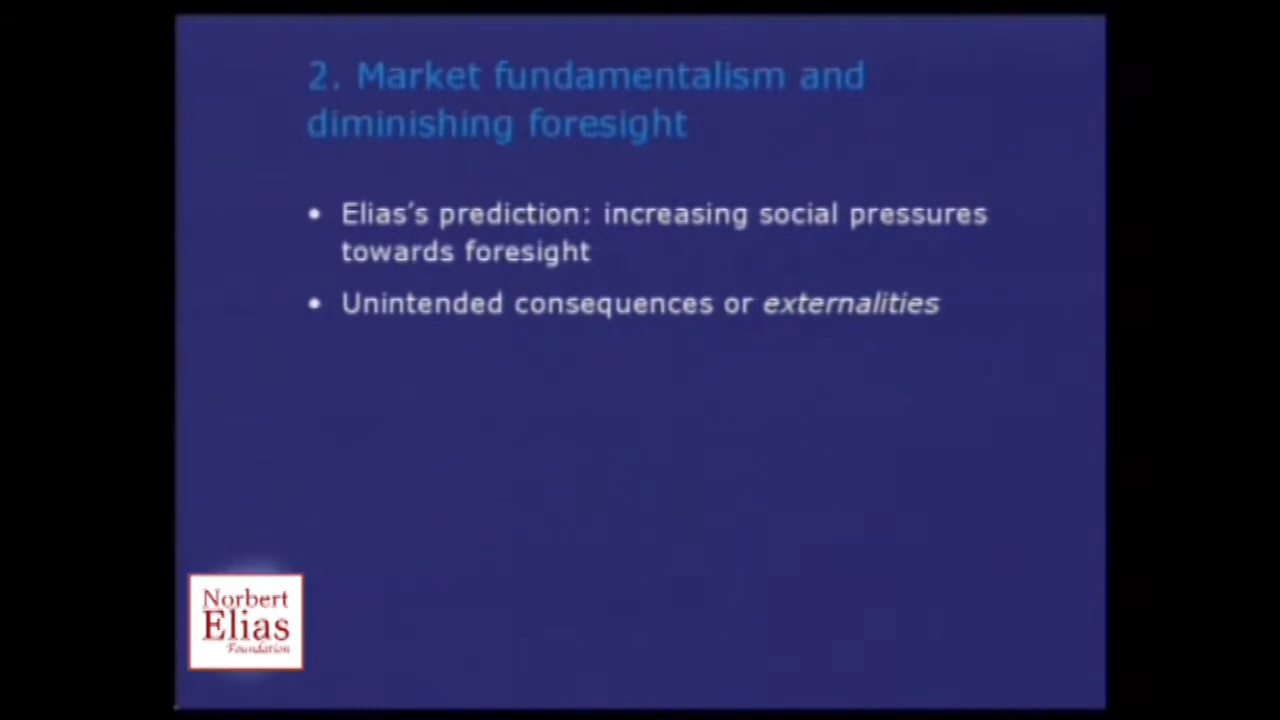 2. Market fundamentalism and
diminishing foresight
• Elias's prediction: increasing social pressures
towards foresight
• Unintended consequences or externalities
Norbert
Elias
Foundation